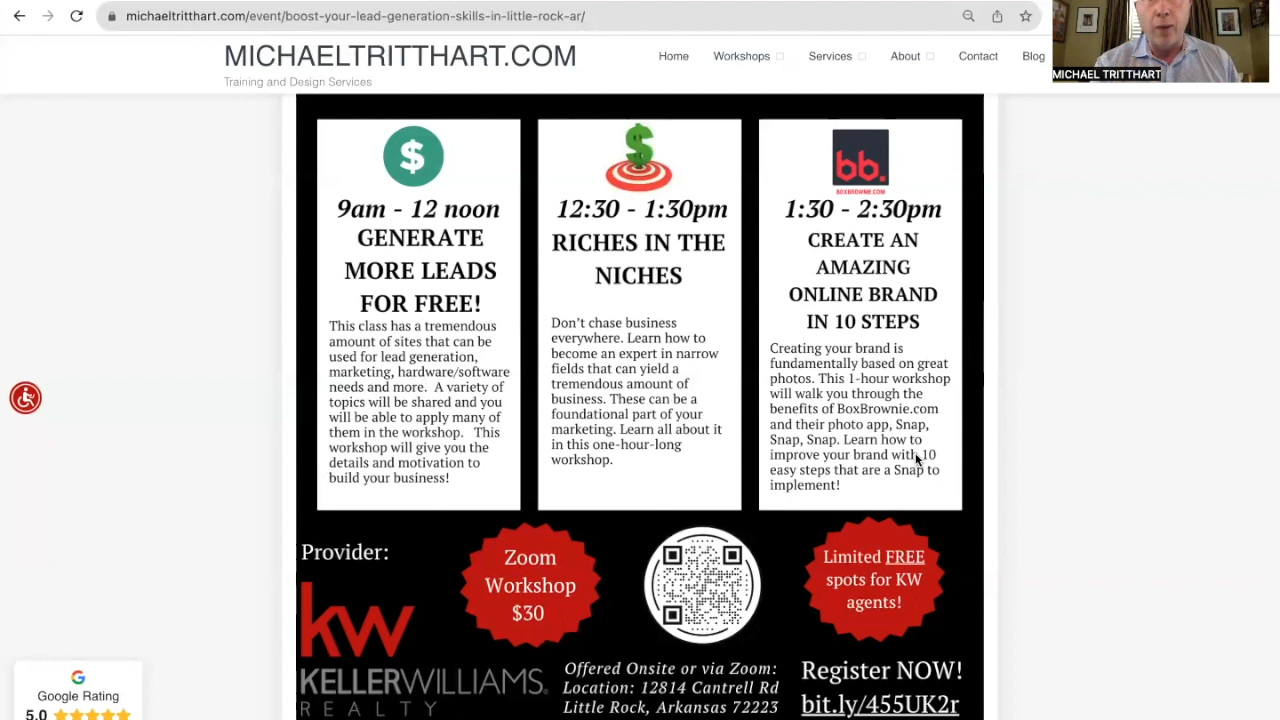 michaeltritthart.com/event/boost-your-lead-generation-skills-in-little-rock-ar/
MICHAELTRITTHART.COM
Training and Design Services
Home
Workshops
Services
About
Contact
Blog
MICHAEL TRITTHART
$
9am - 12 noon
GENERATE
MORE LEADS
FOR FREE!
This class has a tremendous
amount of sites that can be
used for lead generation,
marketing, hardware/software
needs and more. A variety of
topics will be shared and you
will be able to apply many of
them in the workshop. This
workshop will give you the
details and motivation to
build your business!
$
12:30 - 1:30pm
RICHES IN THE
NICHES
Don't chase business
everywhere. Learn how to
become an expert in narrow
fields that can yield a
tremendous amount of
business. These can be a
foundational part of your
marketing. Learn all about it
in this one-hour-long
workshop.
bb.
BOXBROWNIE.COM
1:30 - 2:30pm
CREATE AN
AMAZING
ONLINE BRAND
IN 10 STEPS
Creating your brand is
fundamentally based on great
photos. This 1-hour workshop
will walk you through the
benefits of BoxBrownie.com
and their photo app, Snap,
Snap, Snap. Learn how to
improve your brand with 10
easy steps that are a Snap to
implement!
Provider:
kw
KELLERWILLIAMS.
REALTY
Zoom
Workshop
$30
Limited FREE
spots for KW
agents!
Offered Onsite or via Zoom:
Location: 12814 Cantrell Rd
Little Rock, Arkansas 72223
Register NOW!
bit.ly/455UK2r
Google Rating
5.0